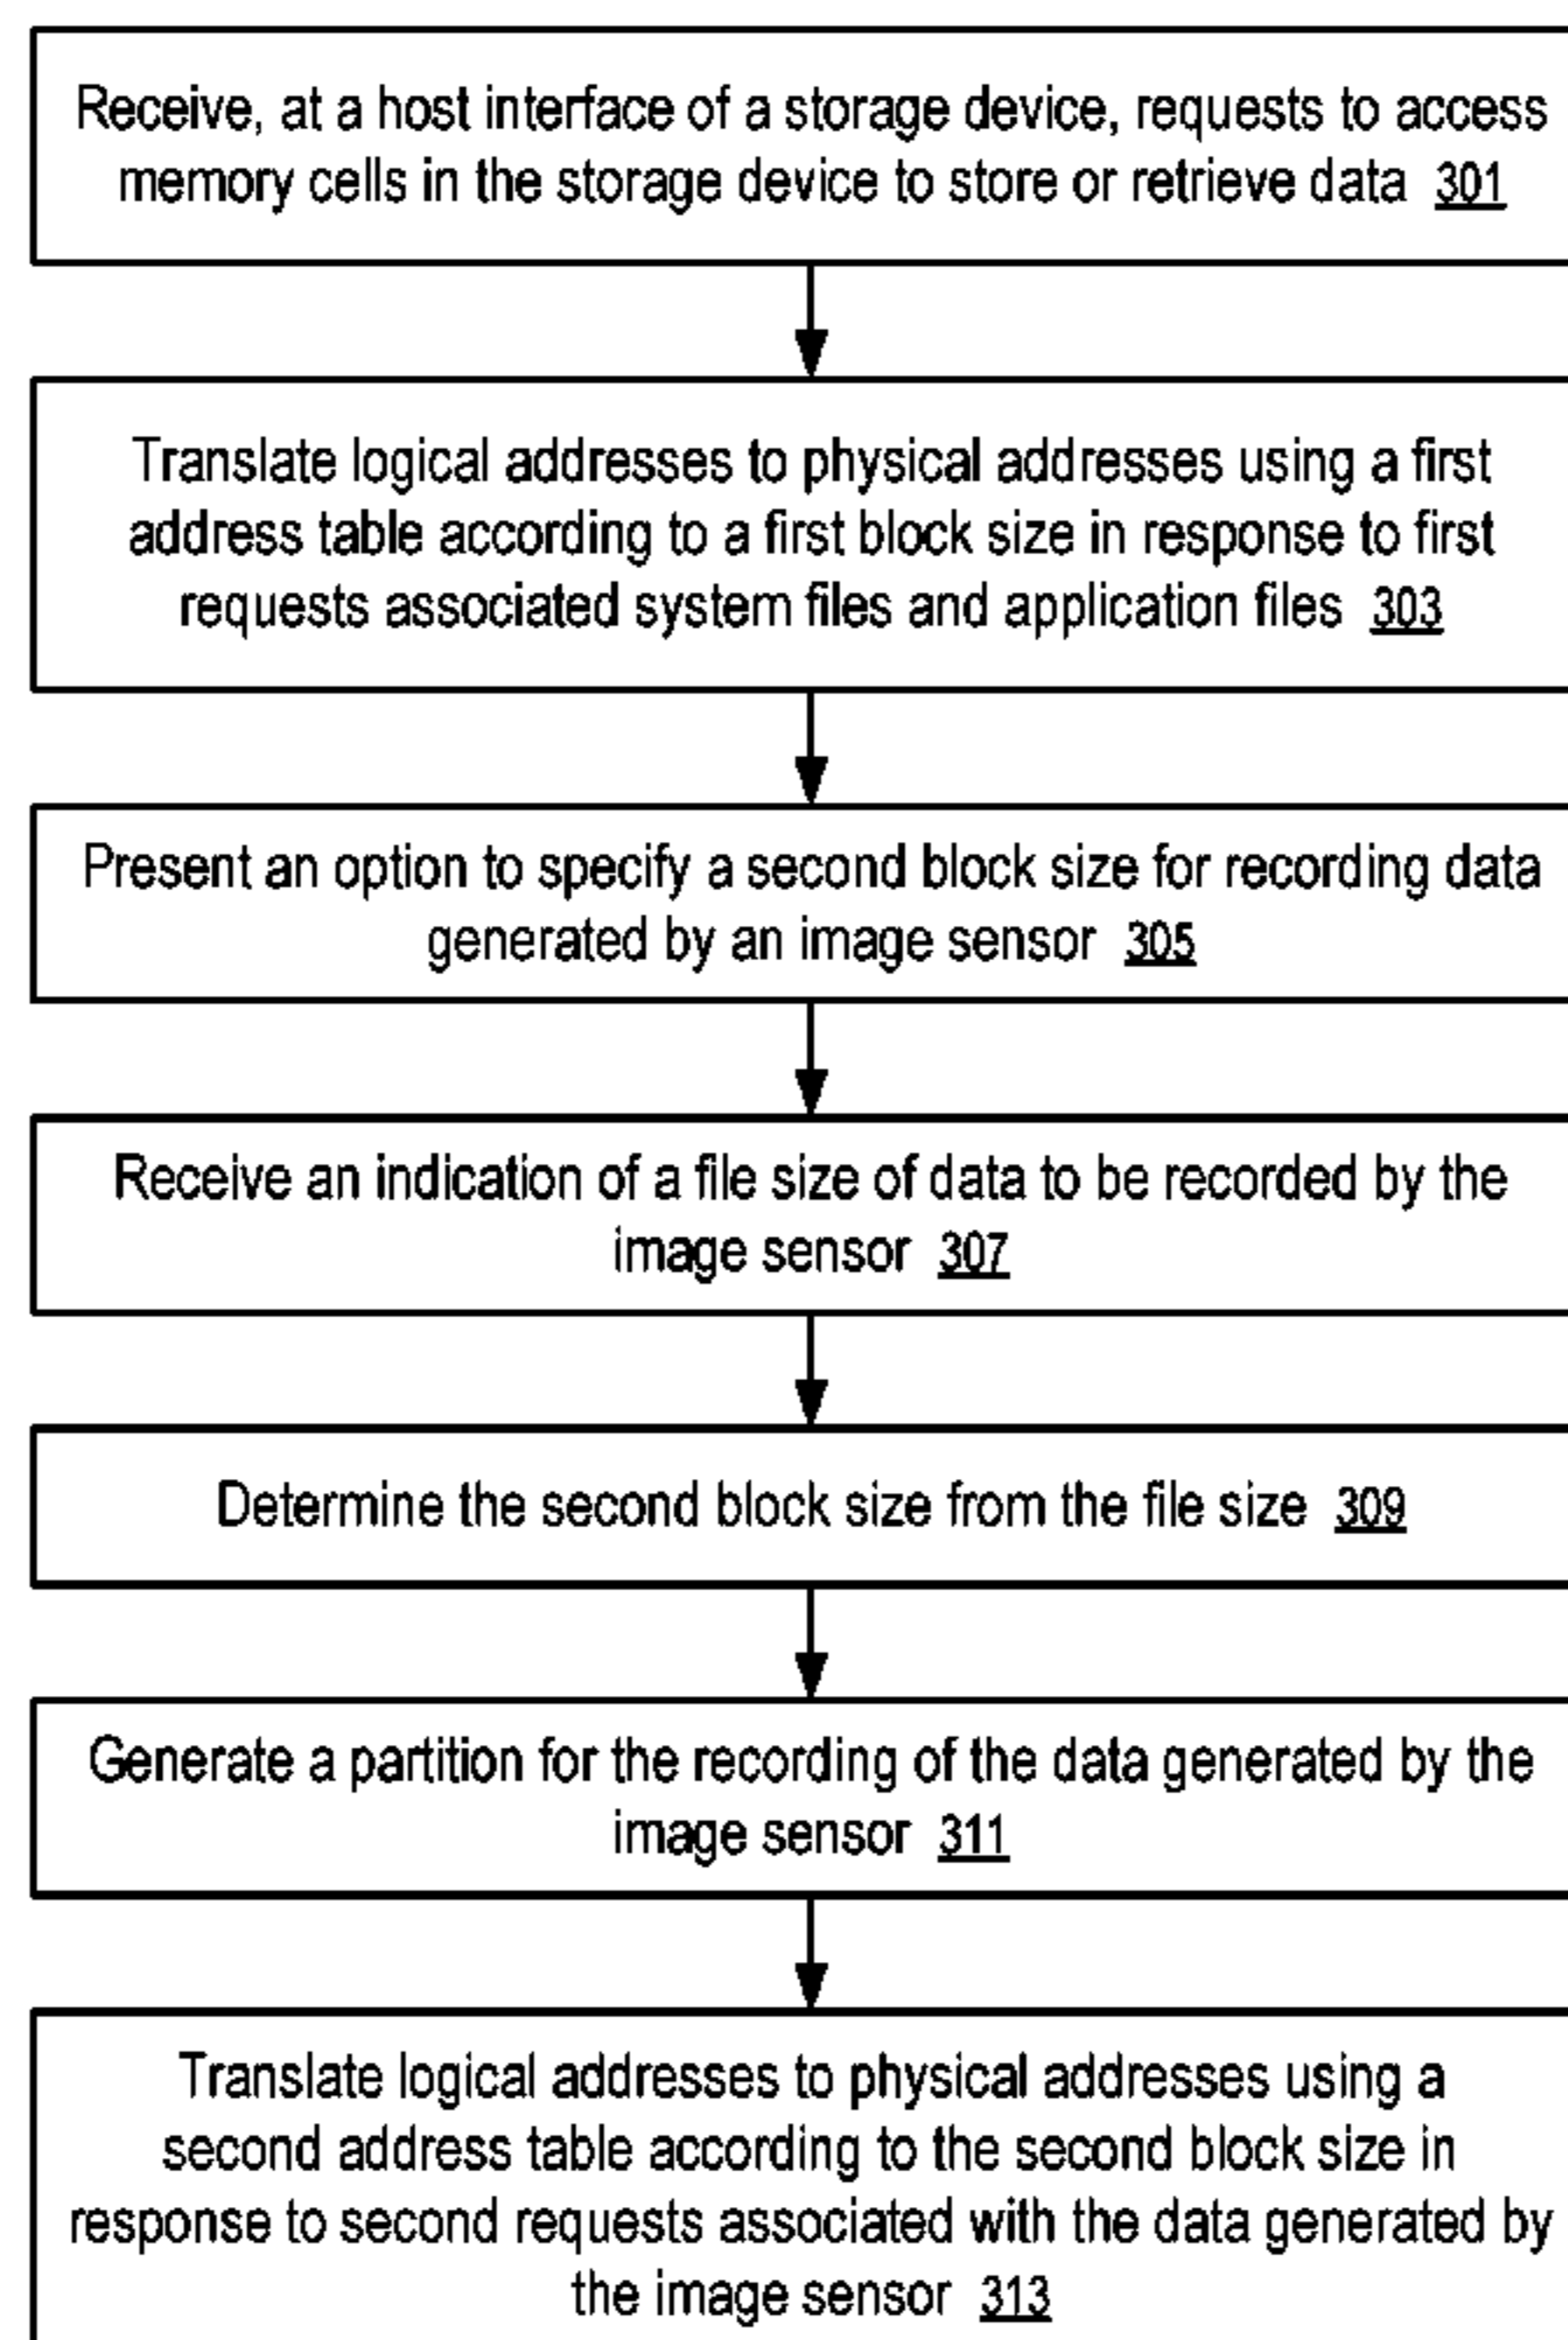 Receive, at a host interface of a storage device, requests to access
memory cells in the storage device to store or retrieve data 301
Translate logical addresses to physical addresses using a first
address table according to a first block size in response to first
requests associated system files and application files 303
Present an option to specify a second block size for recording data
generated by an image sensor 305
Receive an indication of a file size of data to be recorded by the
image sensor 307
Determine the second block size from the file size 309
Generate a partition for the recording of the data generated by the
image sensor 311
Translate logical addresses to physical addresses using a
second address table according to the second block size in
response to second requests associated with the data generated by
the image sensor 313